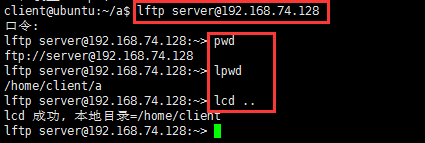 client@ubuntu:~/a$ lftp server@192.168.74.128
口令:
lftp server@192.168.74.128:~> pwd
ftp://server@192.168.74.128
lftp server@192.168.74.128:~> lpwd
/home/client/a
lftp server@192.168.74.128:~> lcd ..
lcd 成功, 本地目录=/home/client
lftp server@192.168.74.128:~>